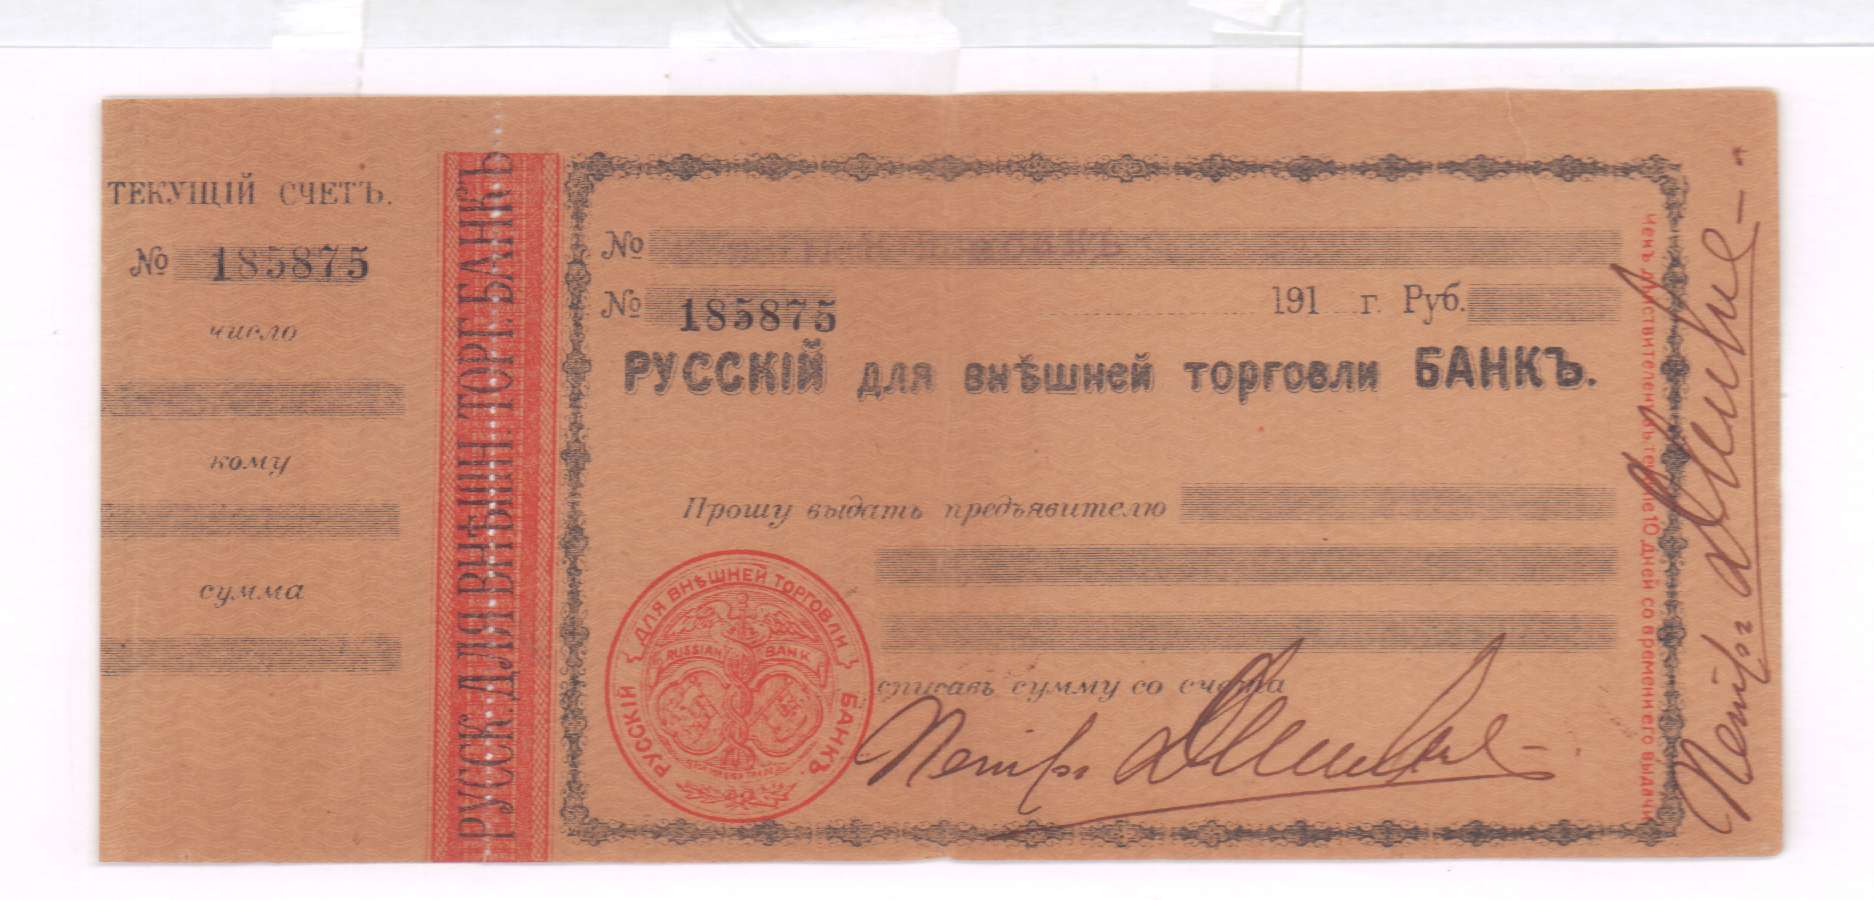 ТЕКУЩІЙ СЧЕТЪ.
№ 185875
число
кому
сумма
РУССК. ДЛЯ ВНѢШН. ТОРГ. БАНКЪ
№
№ 185875 191 г. Руб.
РУССКІЙ для внѣшней торговли БАНКЪ.
Прошу выдать предъявителю
списавъ сумму со счета
РУССКІЙ ДЛЯ ВНѢШНЕЙ ТОРГОВЛИ БАНКЪ
RUSSIAN BANK
Петръ
чекъ дѣйствителенъ въ теченіе 10 дней со времени его выдачи
Петръ